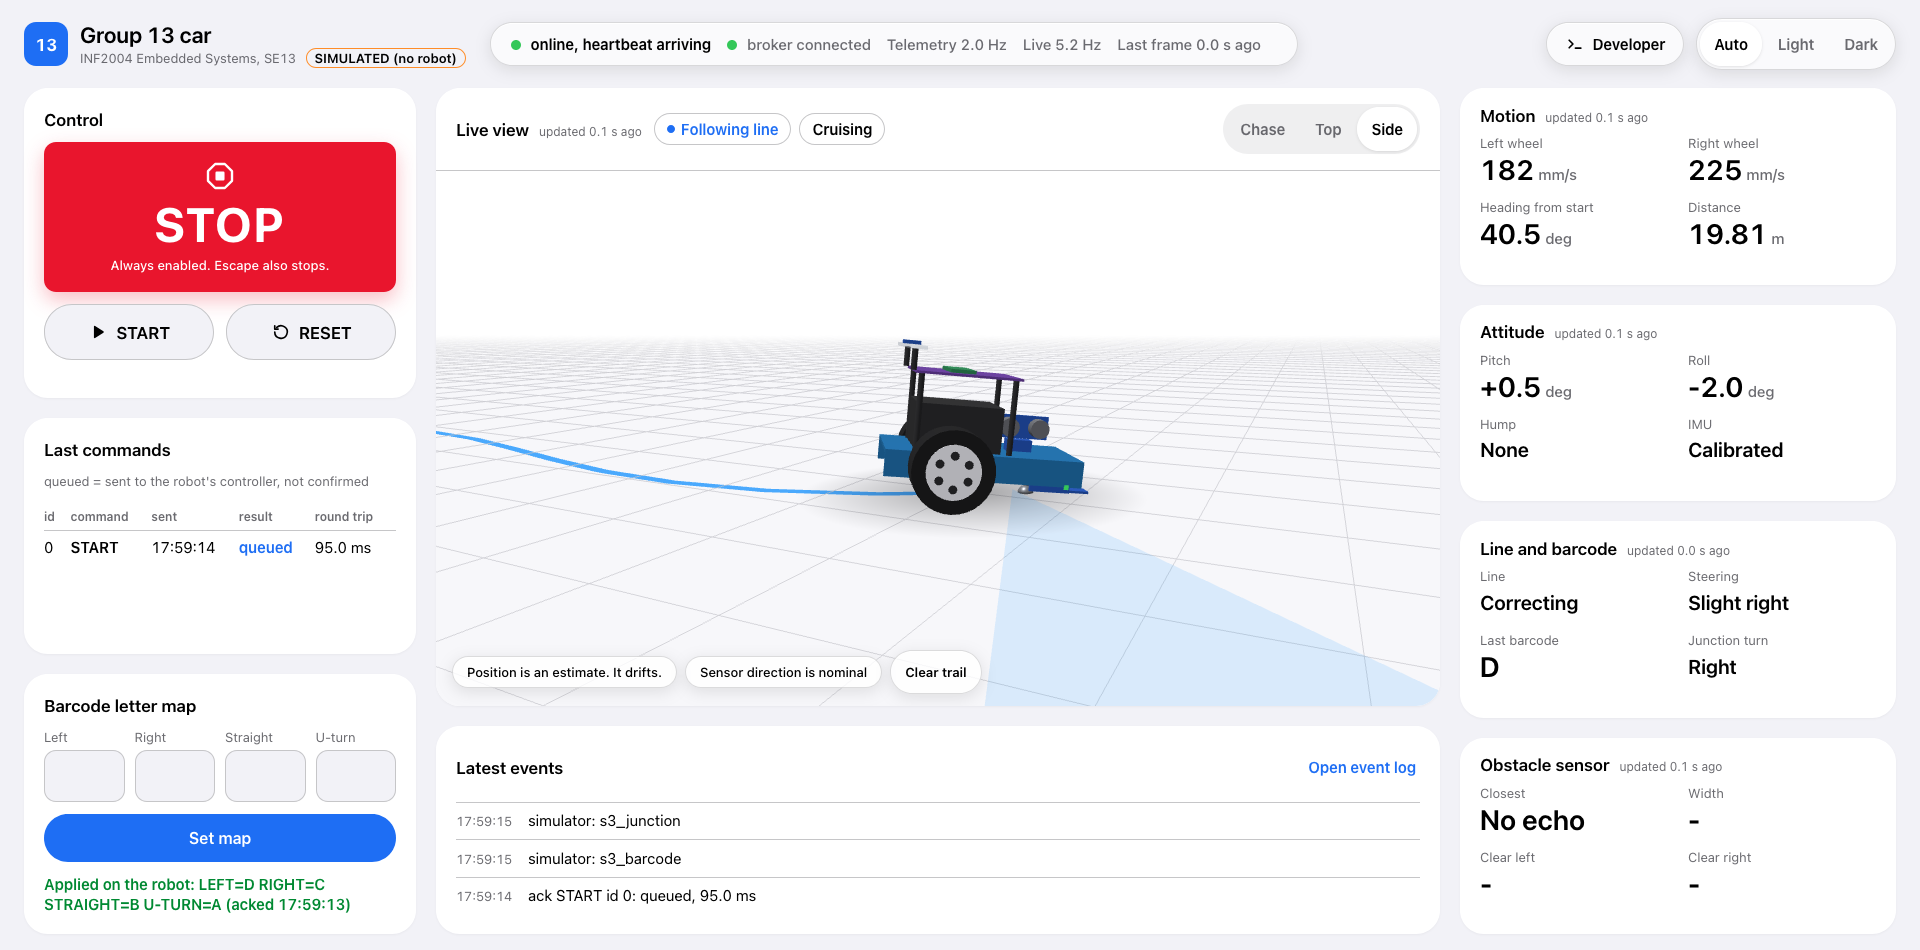 13
Group 13 car
INF2004 Embedded Systems, SE13
SIMULATED (no robot)
online, heartbeat arriving
broker connected
Telemetry 2.0 Hz
Live 5.2 Hz
Last frame 0.0 s ago
Developer
Auto
Light
Dark
Control
STOP
Always enabled. Escape also stops.
START
RESET
Last commands
queued = sent to the robot's controller, not confirmed
id command sent result round trip
0 START 17:59:14 queued 95.0 ms
Barcode letter map
Left Right Straight U-turn
Set map
Applied on the robot: LEFT=D RIGHT=C
STRAIGHT=B U-TURN=A (acked 17:59:13)
Live view updated 0.1 s ago
Following line
Cruising
Chase
Top
Side
Position is an estimate. It drifts.
Sensor direction is nominal
Clear trail
Latest events
Open event log
17:59:15 simulator: s3_junction
17:59:15 simulator: s3_barcode
17:59:14 ack START id 0: queued, 95.0 ms
Motion updated 0.1 s ago
Left wheel Right wheel
182 mm/s 225 mm/s
Heading from start Distance
40.5 deg 19.81 m
Attitude updated 0.1 s ago
Pitch Roll
+0.5 deg -2.0 deg
Hump IMU
None Calibrated
Line and barcode updated 0.0 s ago
Line Steering
Correcting Slight right
Last barcode Junction turn
D Right
Obstacle sensor updated 0.1 s ago
Closest Width
No echo -
Clear left Clear right
- -